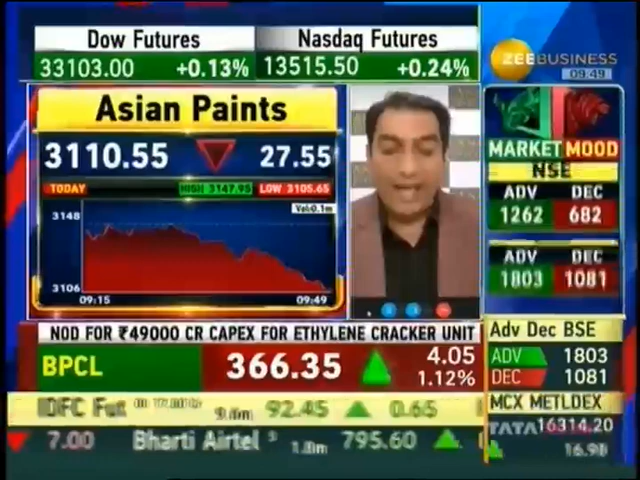 Dow Futures
33103.00 +0.13%
Nasdaq Futures
13515.50 +0.24%
ZEE BUSINESS
09:49
Asian Paints
3110.55 27.55
TODAY HIGH 3147.95 LOW 3105.65
Vol:0.1m
3148
3106
09:15 09:49
MARKET MOOD
NSE
ADV DEC
1262 682
ADV DEC
1803 1081
NOD FOR ₹49000 CR CAPEX FOR ETHYLENE CRACKER UNIT
BPCL 366.35 4.05
1.12%
Adv Dec BSE
ADV 1803
DEC 1081
MCX METLDEX
16314.20
16.98
IDFC Fut 92.45 0.65
7.00 Bharti Airtel 1.0m 795.60
TATA